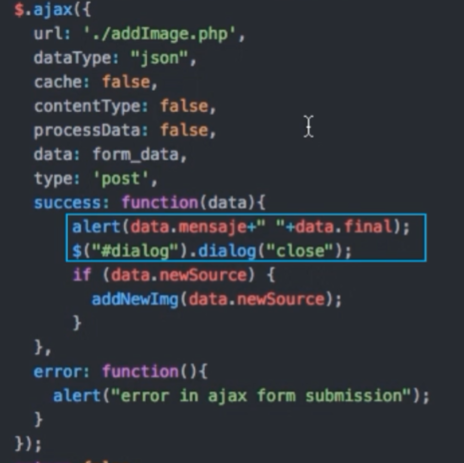 $.ajax({
url: './addImage.php',
dataType: "json",
cache: false,
contentType: false,
processData: false,
data: form_data,
type: 'post',
success: function(data){
alert(data.mensaje+" "+data.final);
$("#dialog").dialog("close");
if (data.newSource) {
addNewImg(data.newSource);
}
},
error: function(){
alert("error in ajax form submission");
}
});